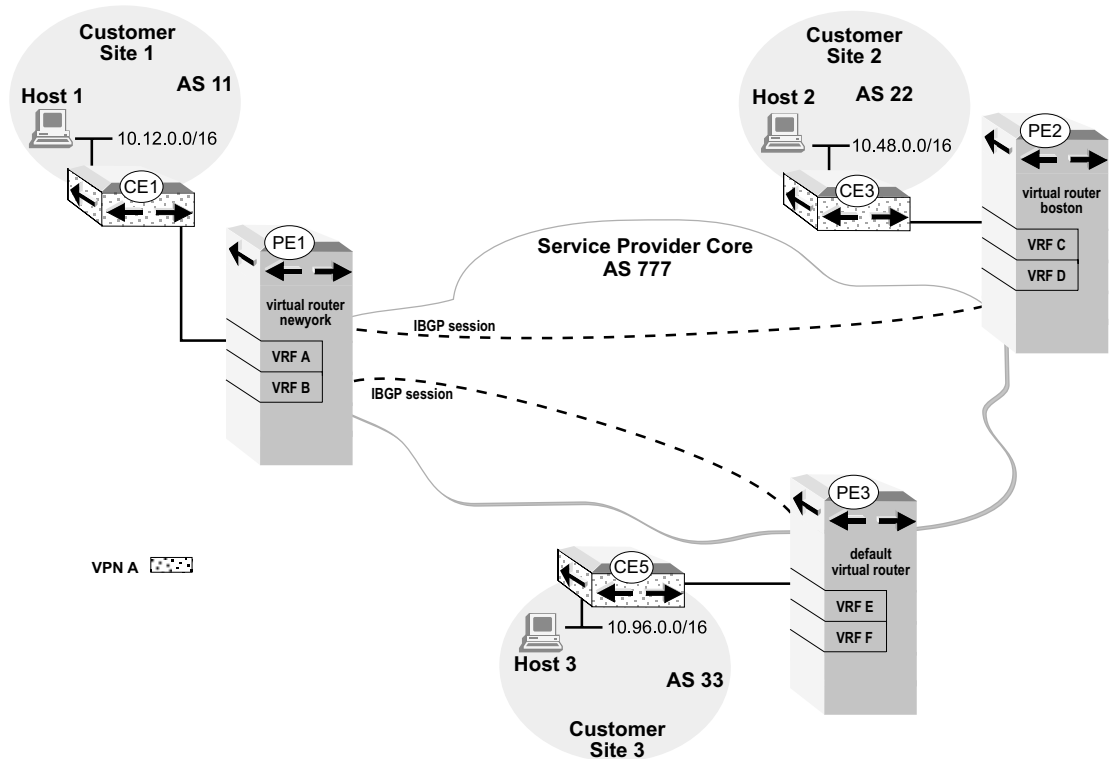 Customer
Site 1
AS 11
Host 1
10.12.0.0/16
CE1
Customer
Site 2
Host 2
AS 22
10.48.0.0/16
CE3
PE2
virtual router
boston
VRF C
VRF D
PE1
virtual router
newyork
VRF A
VRF B
Service Provider Core
AS 777
IBGP session
IBGP session
PE3
default
virtual router
VRF E
VRF F
VPN A
CE5
10.96.0.0/16
Host 3
AS 33
Customer
Site 3